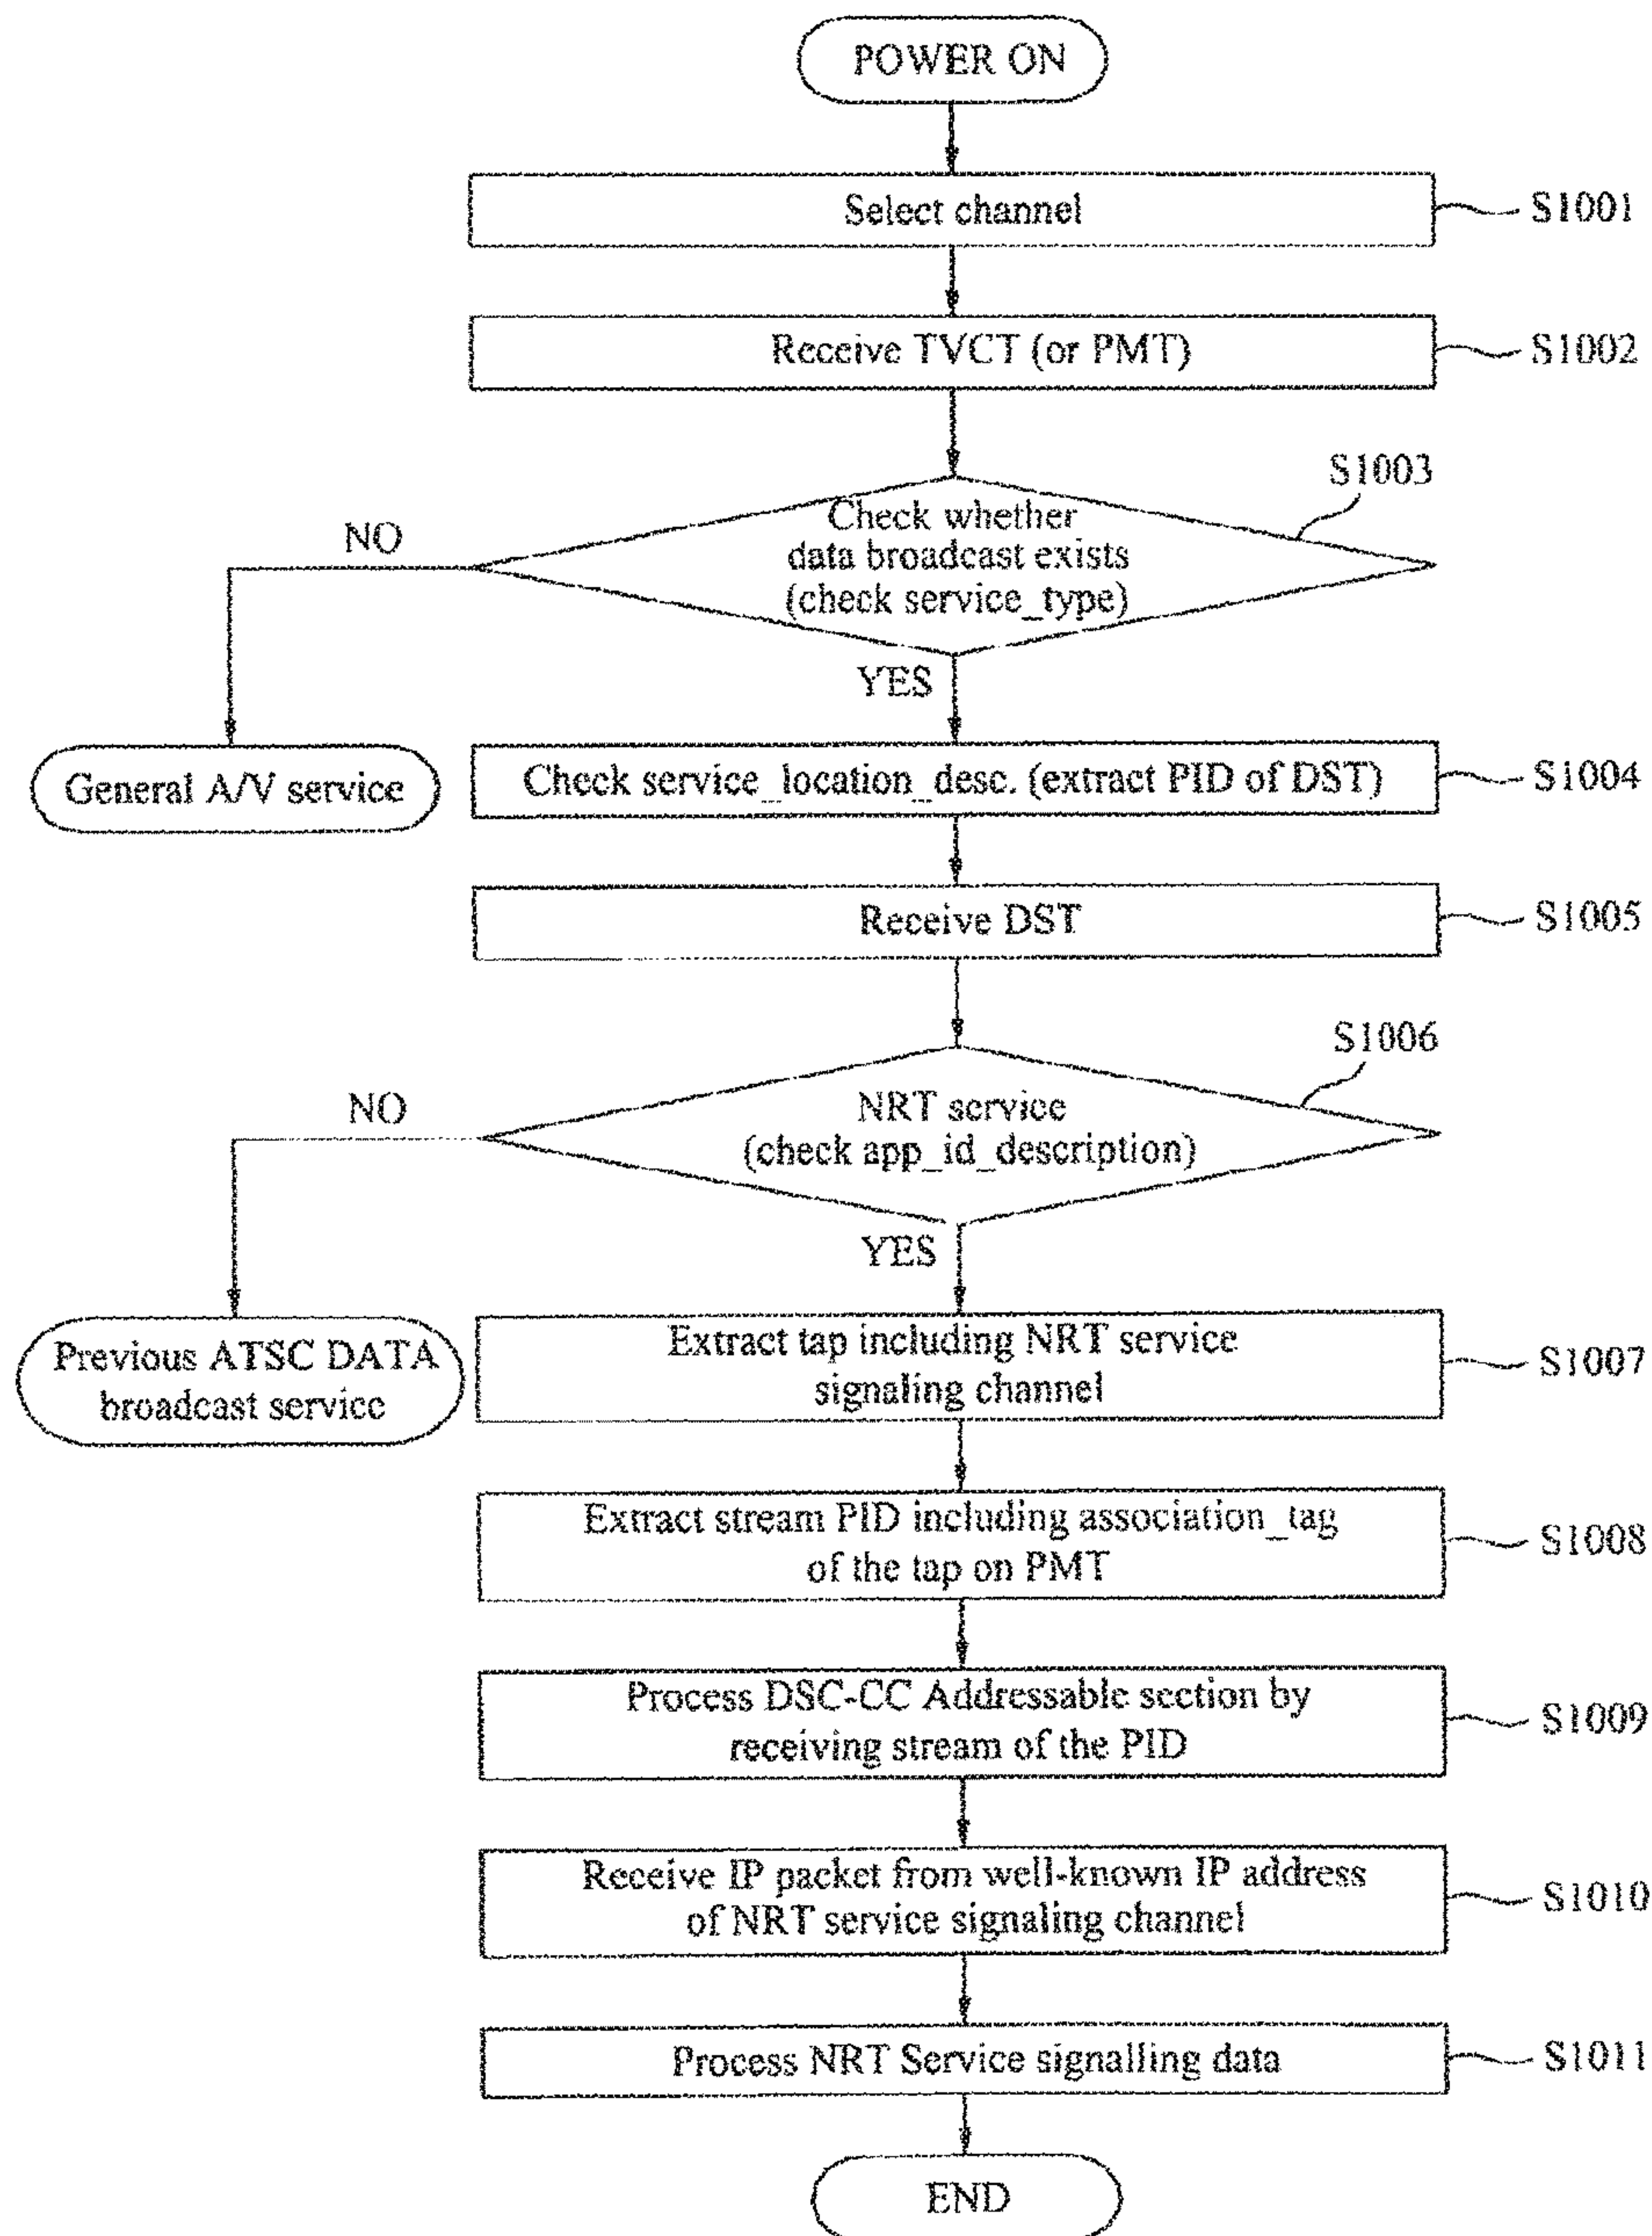 POWER ON
Select channel
S1001
Receive TVCT (or PMT)
S1002
S1003
Check whether
data broadcast exists
(check service_type)
NO
YES
General A/V service
Check service_location_desc. (extract PID of DST)
S1004
Receive DST
S1005
S1006
NRT service
(check app_id_description)
NO
YES
Previous ATSC DATA
broadcast service
Extract tap including NRT service
signaling channel
S1007
Extract stream PID including association_tag
of the tap on PMT
S1008
Process DSC-CC Addressable section by
receiving stream of the PID
S1009
Receive IP packet from well-known IP address
of NRT service signaling channel
S1010
Process NRT Service signalling data
S1011
END